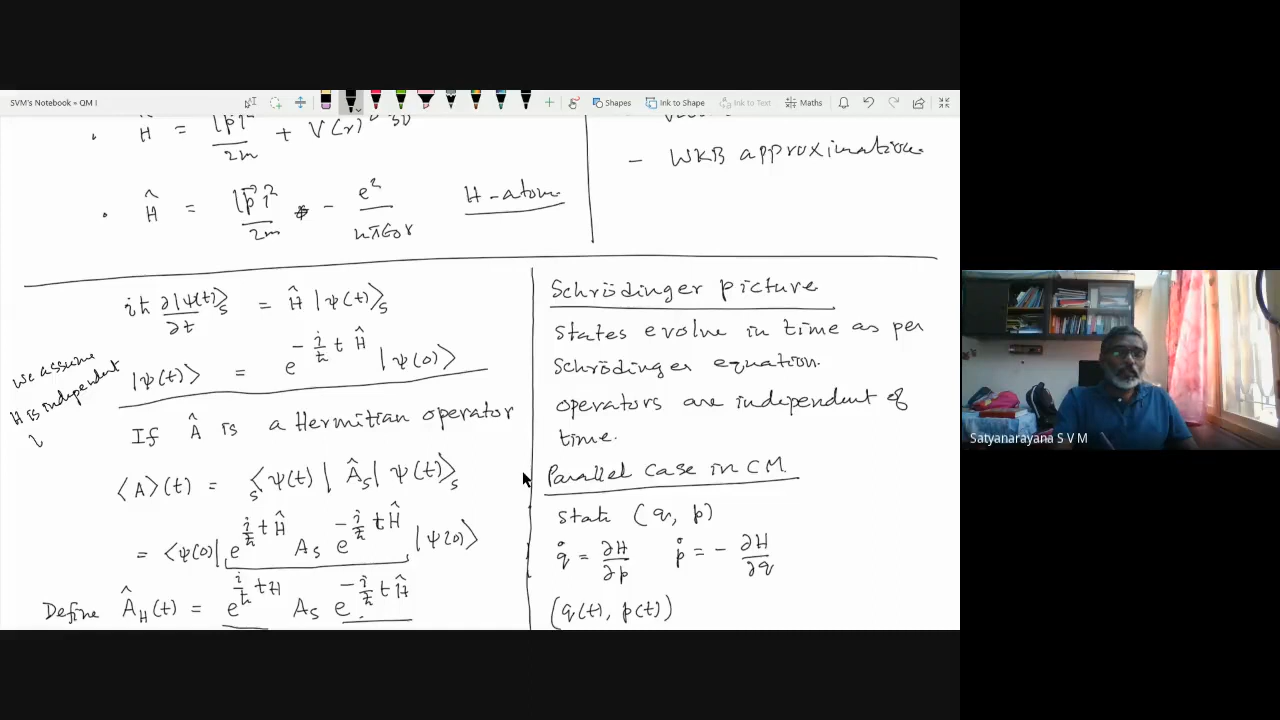 SVM's Notebook » QM I
Shapes
Ink to Shape
Ink to Text
Maths
Ĥ = |p⃗|²/2m + V(r)
- WKB approximation.
Ĥ = |p⃗|²/2m - e²/4πε₀r H-atom
iħ ∂|ψ(t)⟩ₛ/∂t = Ĥ |ψ(t)⟩ₛ
we assume
H is independent
|ψ(t)⟩ = e^{-i/ħ t Ĥ} |ψ(0)⟩
If Â is a Hermitian operator
⟨A⟩(t) = ₛ⟨ψ(t)| Âₛ |ψ(t)⟩ₛ
= ⟨ψ(0)| e^{i/ħ t Ĥ} Aₛ e^{-i/ħ t Ĥ} |ψ(0)⟩
Define Â_H(t) = e^{i/ħ t H} Aₛ e^{-i/ħ t Ĥ}
Schrödinger picture
States evolve in time as per
Schrödinger equation.
operators are independent of
time.
Parallel case in CM
State (q, p)
q̇ = ∂H/∂p ṗ = - ∂H/∂q
(q(t), p(t))
Satyanarayana S V M